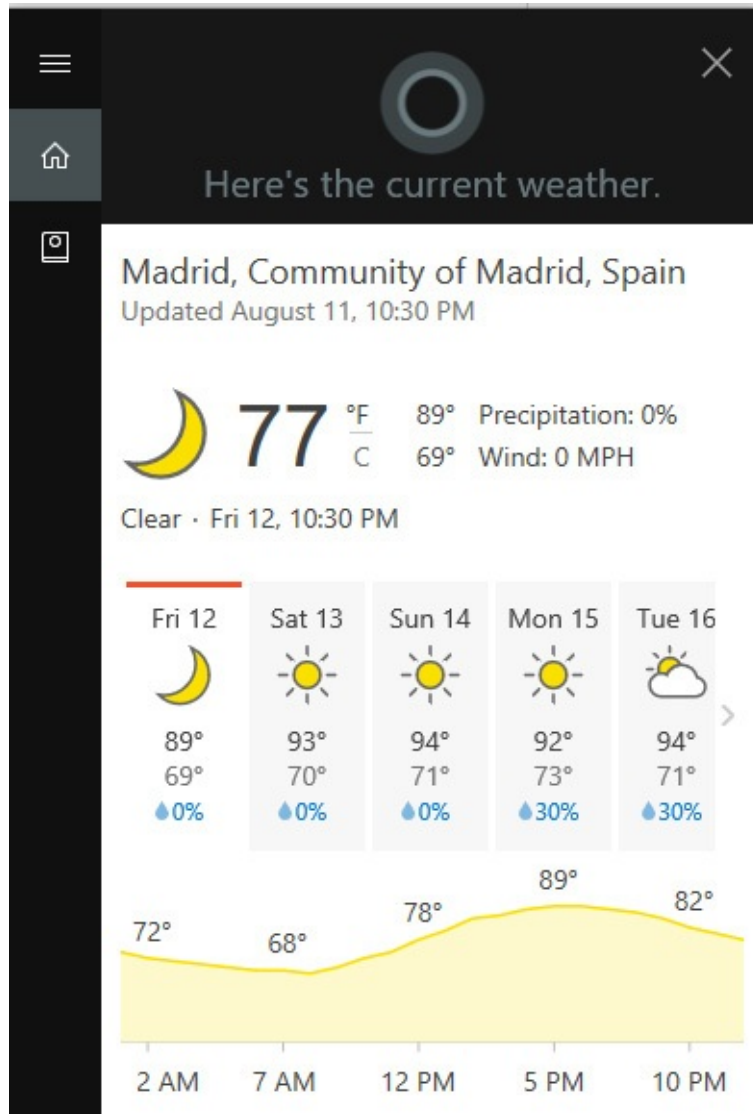 Here's the current weather.
Madrid, Community of Madrid, Spain
Updated August 11, 10:30 PM
77 °F 89° Precipitation: 0%
C 69° Wind: 0 MPH
Clear · Fri 12, 10:30 PM
Fri 12 Sat 13 Sun 14 Mon 15 Tue 16
89° 93° 94° 92° 94°
69° 70° 71° 73° 71°
0% 0% 0% 30% 30%
72° 68° 78° 89° 82°
2 AM 7 AM 12 PM 5 PM 10 PM